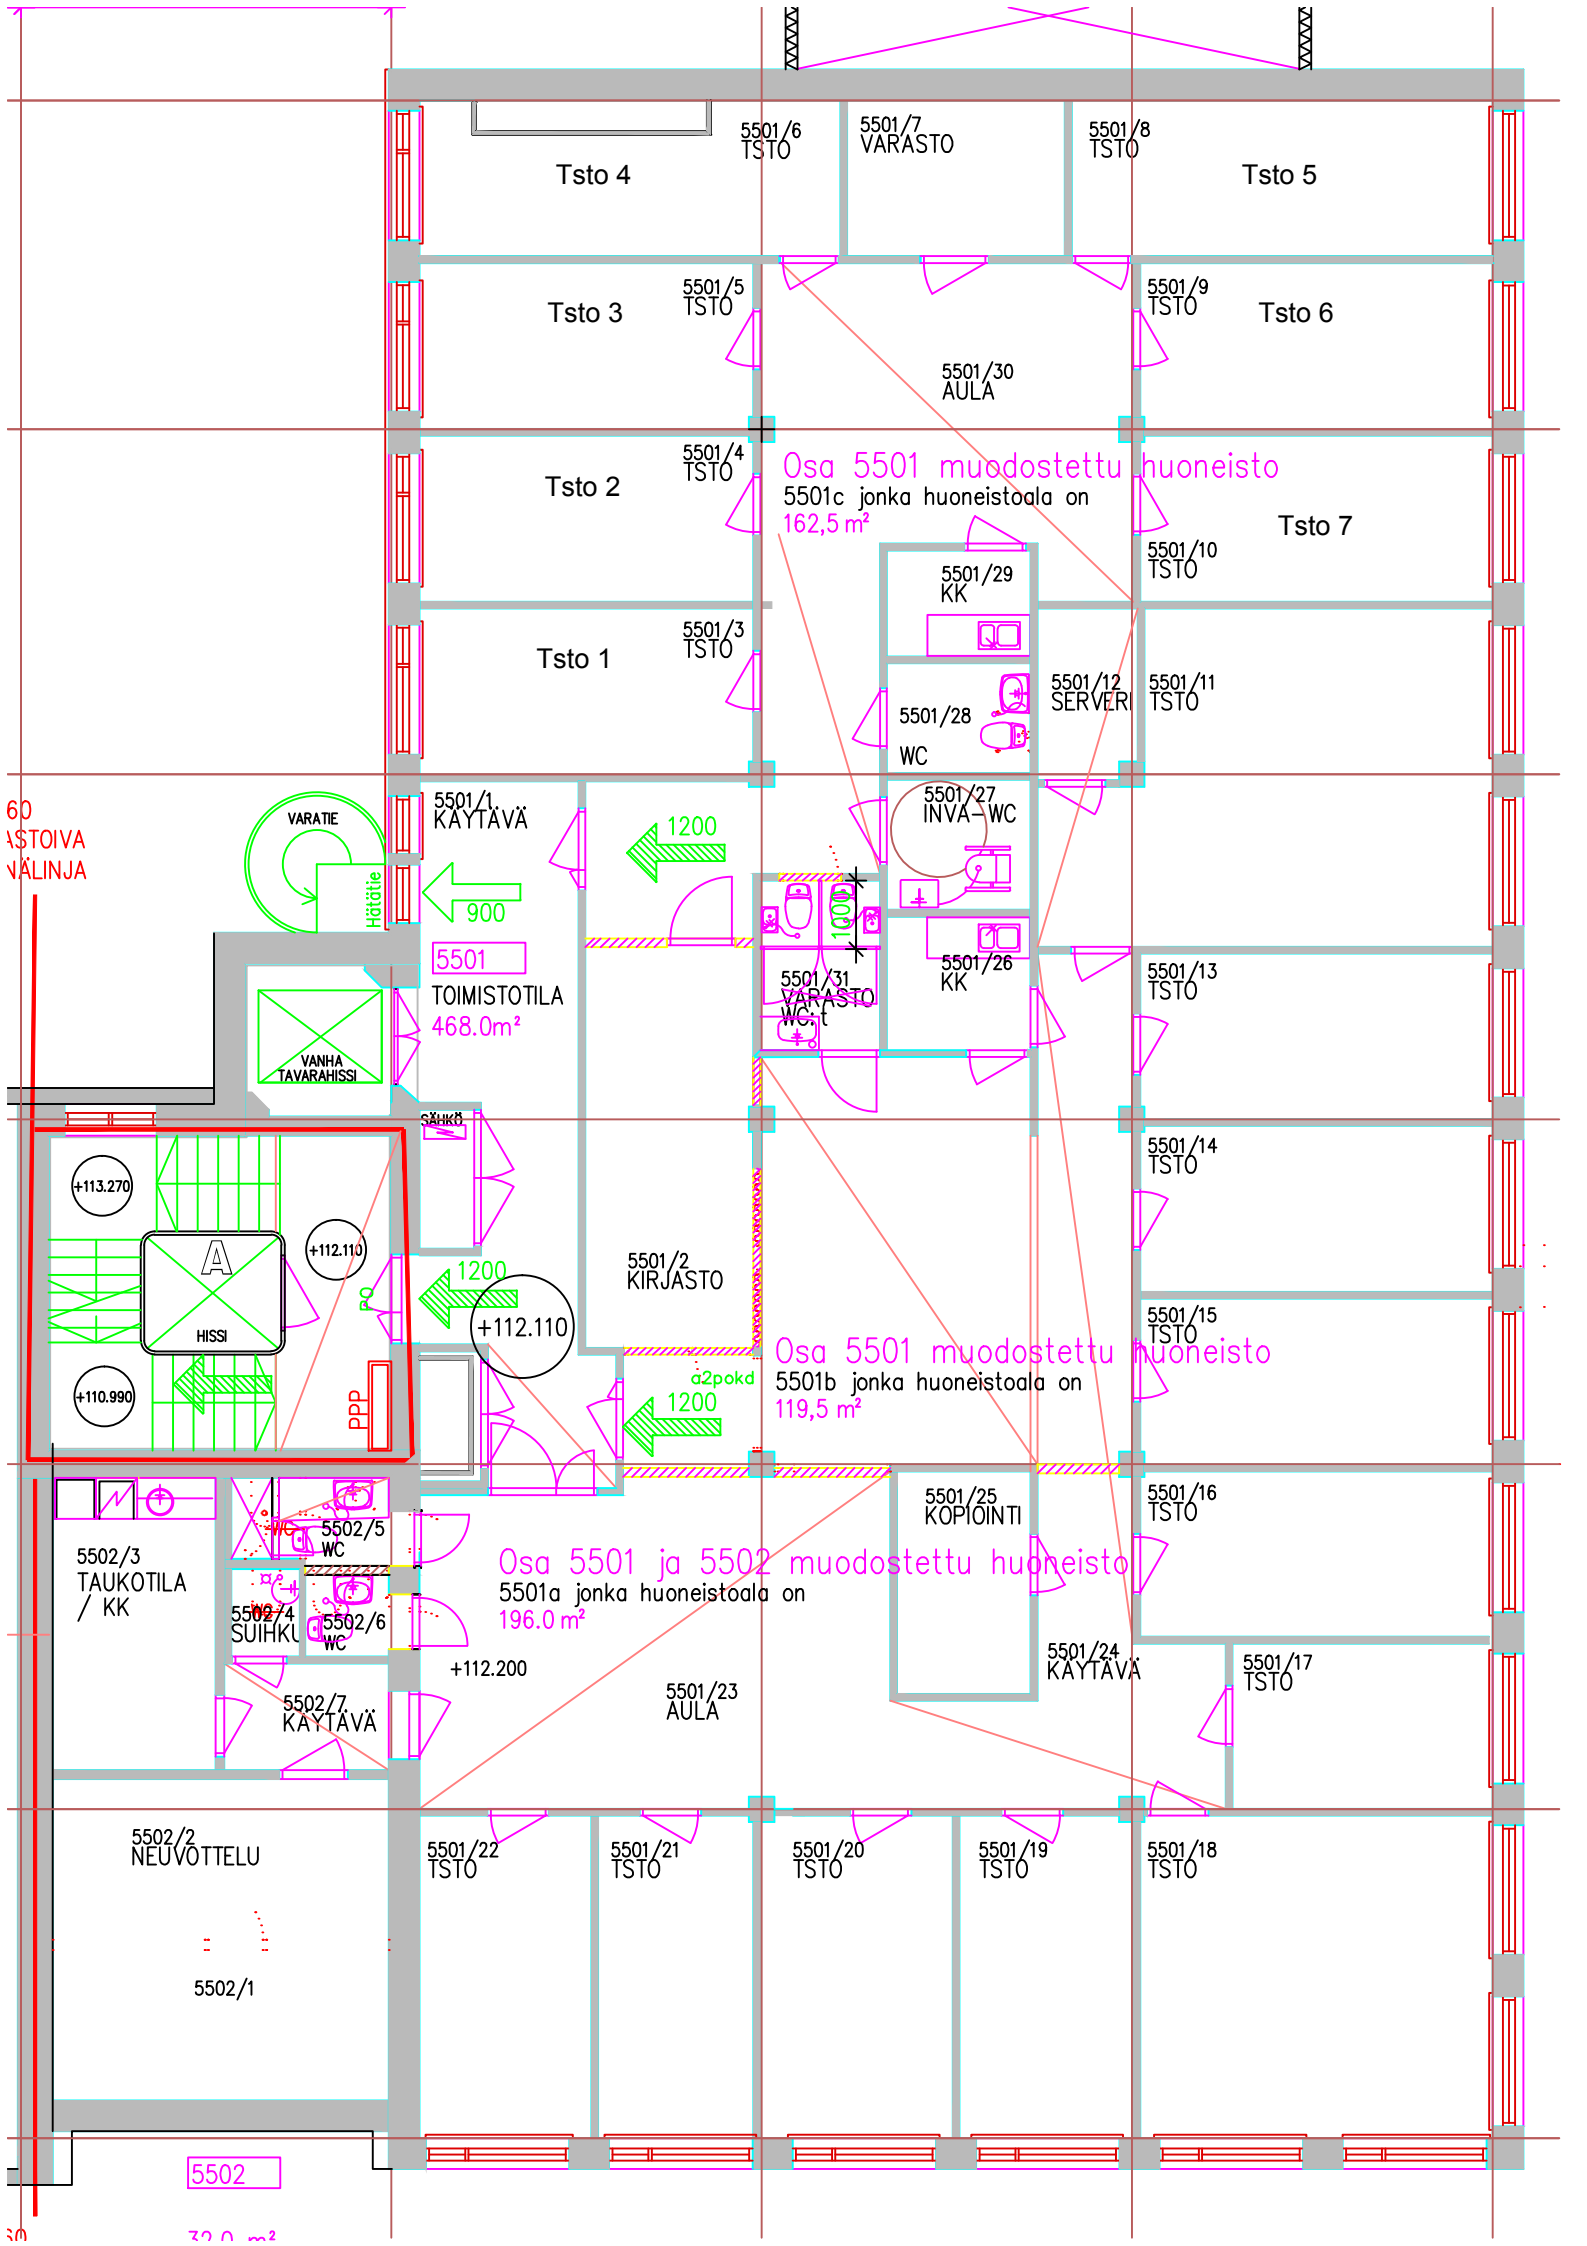 5501/6
TSTO
5501/7
VARASTO
5501/8
TSTO
Tsto 4
Tsto 5
5501/5
TSTO
Tsto 3
5501/9
TSTO
Tsto 6
5501/30
AULA
5501/4
TSTO
Tsto 2
Osa 5501 muodostettu huoneisto
5501c jonka huoneistoala on
162,5 m²
Tsto 7
5501/10
TSTO
5501/29
KK
5501/3
TSTO
Tsto 1
5501/12
SERVERI
5501/11
TSTO
5501/28
WC
60
ASTOIVA
NÄLINJA
VARATIE
Hätätie
5501/1
KÄYTÄVÄ
1200
900
5501/27
INVA-WC
1000
5501
TOIMISTOTILA
468.0m²
5501/31
VARASTO
WC:t
5501/26
KK
5501/13
TSTO
VANHA
TAVARAHISSI
SÄHKÖ
5501/14
TSTO
+113.270
+112.110
A
HISSI
PO
1200
+112.110
5501/2
KIRJASTO
5501/15
TSTO
Osa 5501 muodostettu huoneisto
5501b jonka huoneistoala on
119,5 m²
a2pokd
1200
+110.990
PPP
5501/16
TSTO
5501/25
KOPIOINTI
WC
5502/5
WC
5502/3
TAUKOTILA
/ KK
Osa 5501 ja 5502 muodostettu huoneisto
5501a jonka huoneistoala on
196.0 m²
WC
5502/4
SUIHKU
5502/6
WC
+112.200
5501/24
KÄYTÄVÄ
5501/17
TSTO
5502/7
KÄYTÄVÄ
5501/23
AULA
5502/2
NEUVOTTELU
5501/22
TSTO
5501/21
TSTO
5501/20
TSTO
5501/19
TSTO
5501/18
TSTO
5502/1
5502
60
32.0 m²